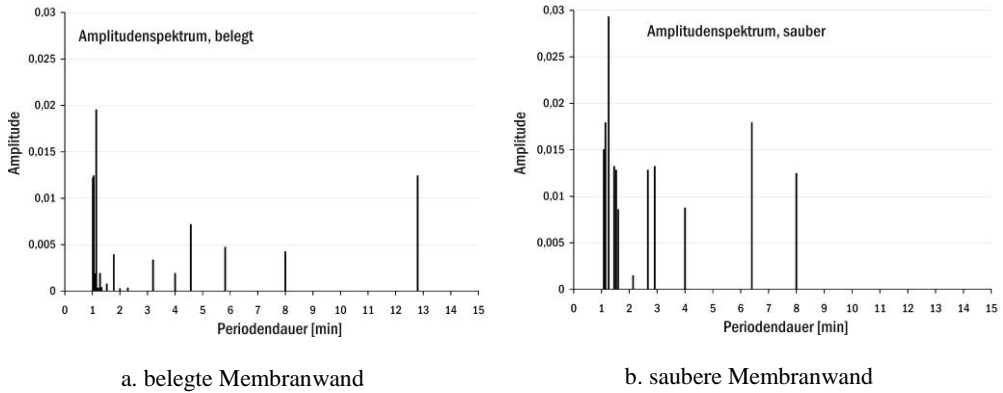 0,03
Amplitudenspektrum, belegt
0,025
0,02
0,015
0,01
0,005
0
Amplitude
0 1 2 3 4 5 6 7 8 9 10 11 12 13 14 15
Periodendauer [min]
a. belegte Membranwand
0,03
Amplitudenspektrum, sauber
0,025
0,02
0,015
0,01
0,005
0
Amplitude
0 1 2 3 4 5 6 7 8 9 10 11 12 13 14 15
Periodendauer [min]
b. saubere Membranwand